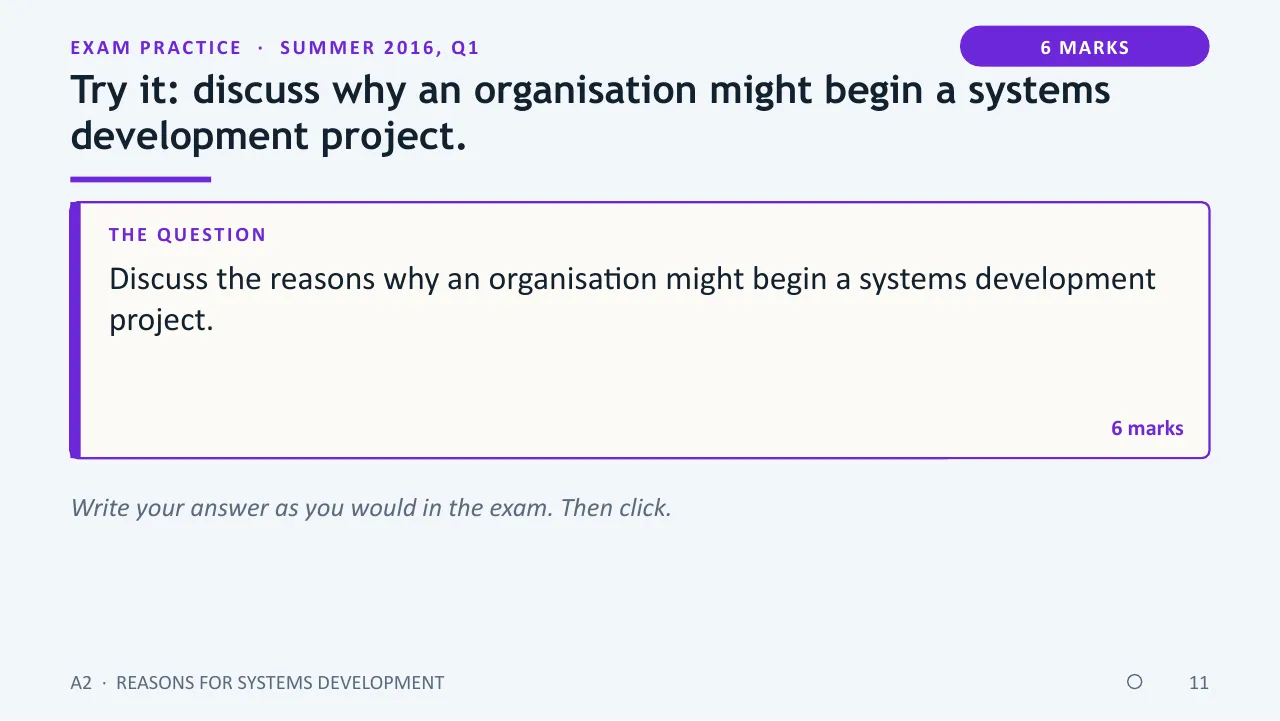 EXAM PRACTICE · SUMMER 2016, Q1
6 MARKS
Try it: discuss why an organisation might begin a systems
development project.
THE QUESTION
Discuss the reasons why an organisation might begin a systems development
project.
6 marks
Write your answer as you would in the exam. Then click.
A2 · REASONS FOR SYSTEMS DEVELOPMENT
11